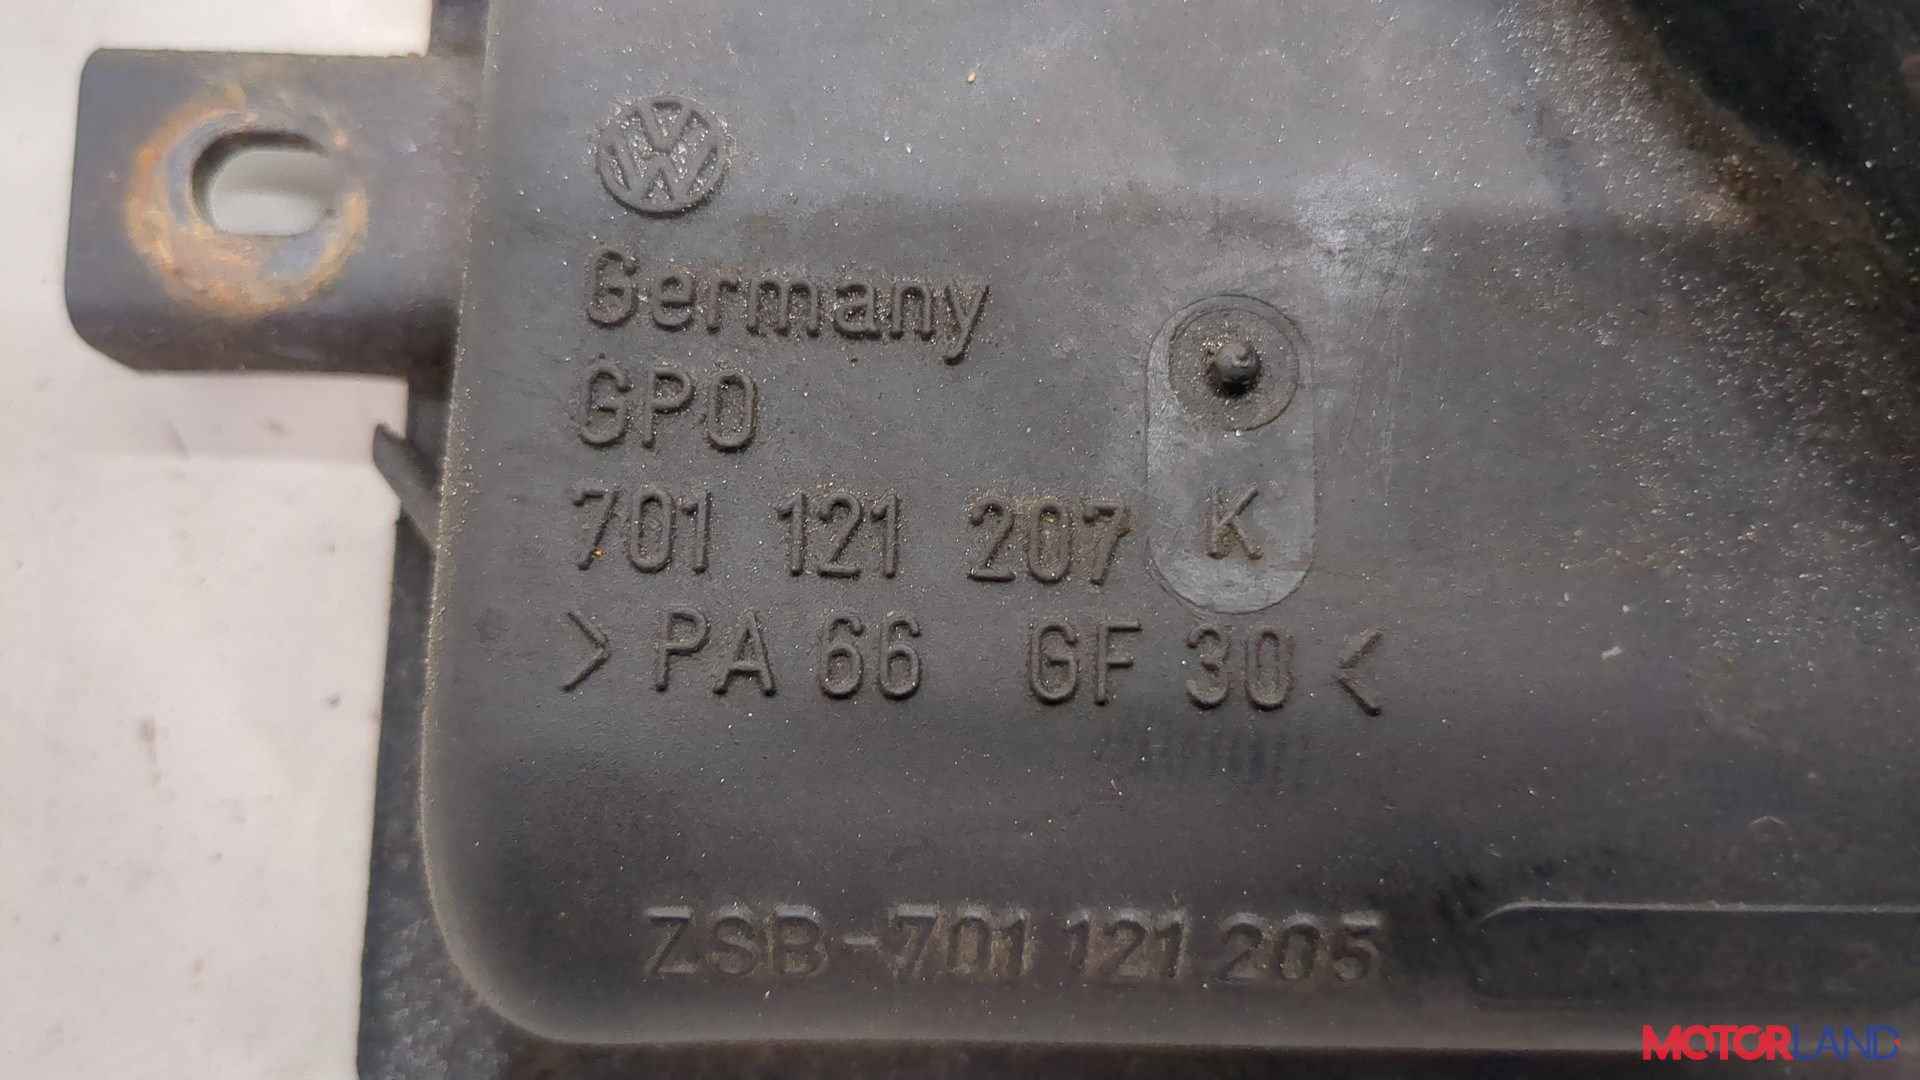 Germany
GPO
701 121 207 K
>PA 66 GF 30<
ZSB-701 121 205
MOTORLAND